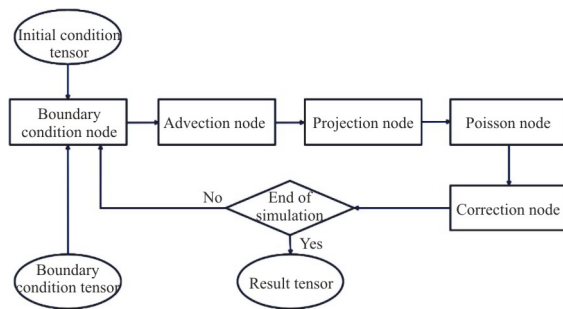 Initial condition
tensor
Boundary
condition node
Advection node
Projection node
Poisson node
Correction node
End of
simulation
No
Yes
Boundary
condition tensor
Result tensor